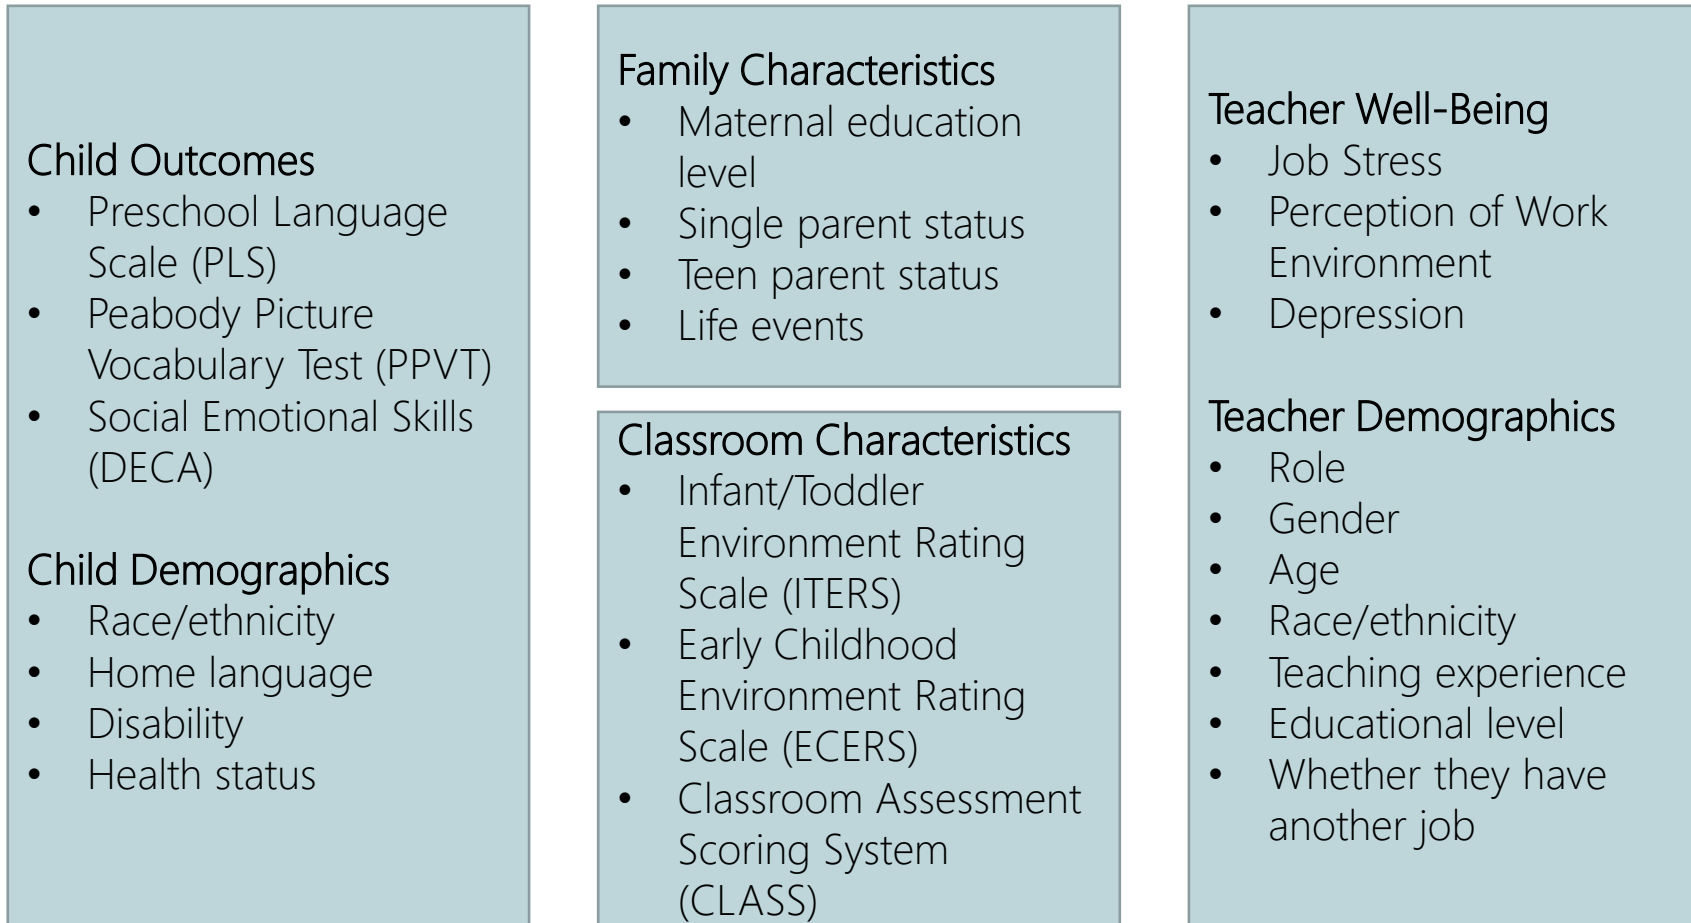 Child Outcomes
• Preschool Language
Scale (PLS)
• Peabody Picture
Vocabulary Test (PPVT)
• Social Emotional Skills
(DECA)
Child Demographics
• Race/ethnicity
• Home language
• Disability
• Health status
Family Characteristics
• Maternal education
level
• Single parent status
• Teen parent status
• Life events
Classroom Characteristics
• Infant/Toddler
Environment Rating
Scale (ITERS)
• Early Childhood
Environment Rating
Scale (ECERS)
• Classroom Assessment
Scoring System
(CLASS)
Teacher Well-Being
• Job Stress
• Perception of Work
Environment
• Depression
Teacher Demographics
• Role
• Gender
• Age
• Race/ethnicity
• Teaching experience
• Educational level
• Whether they have
another job